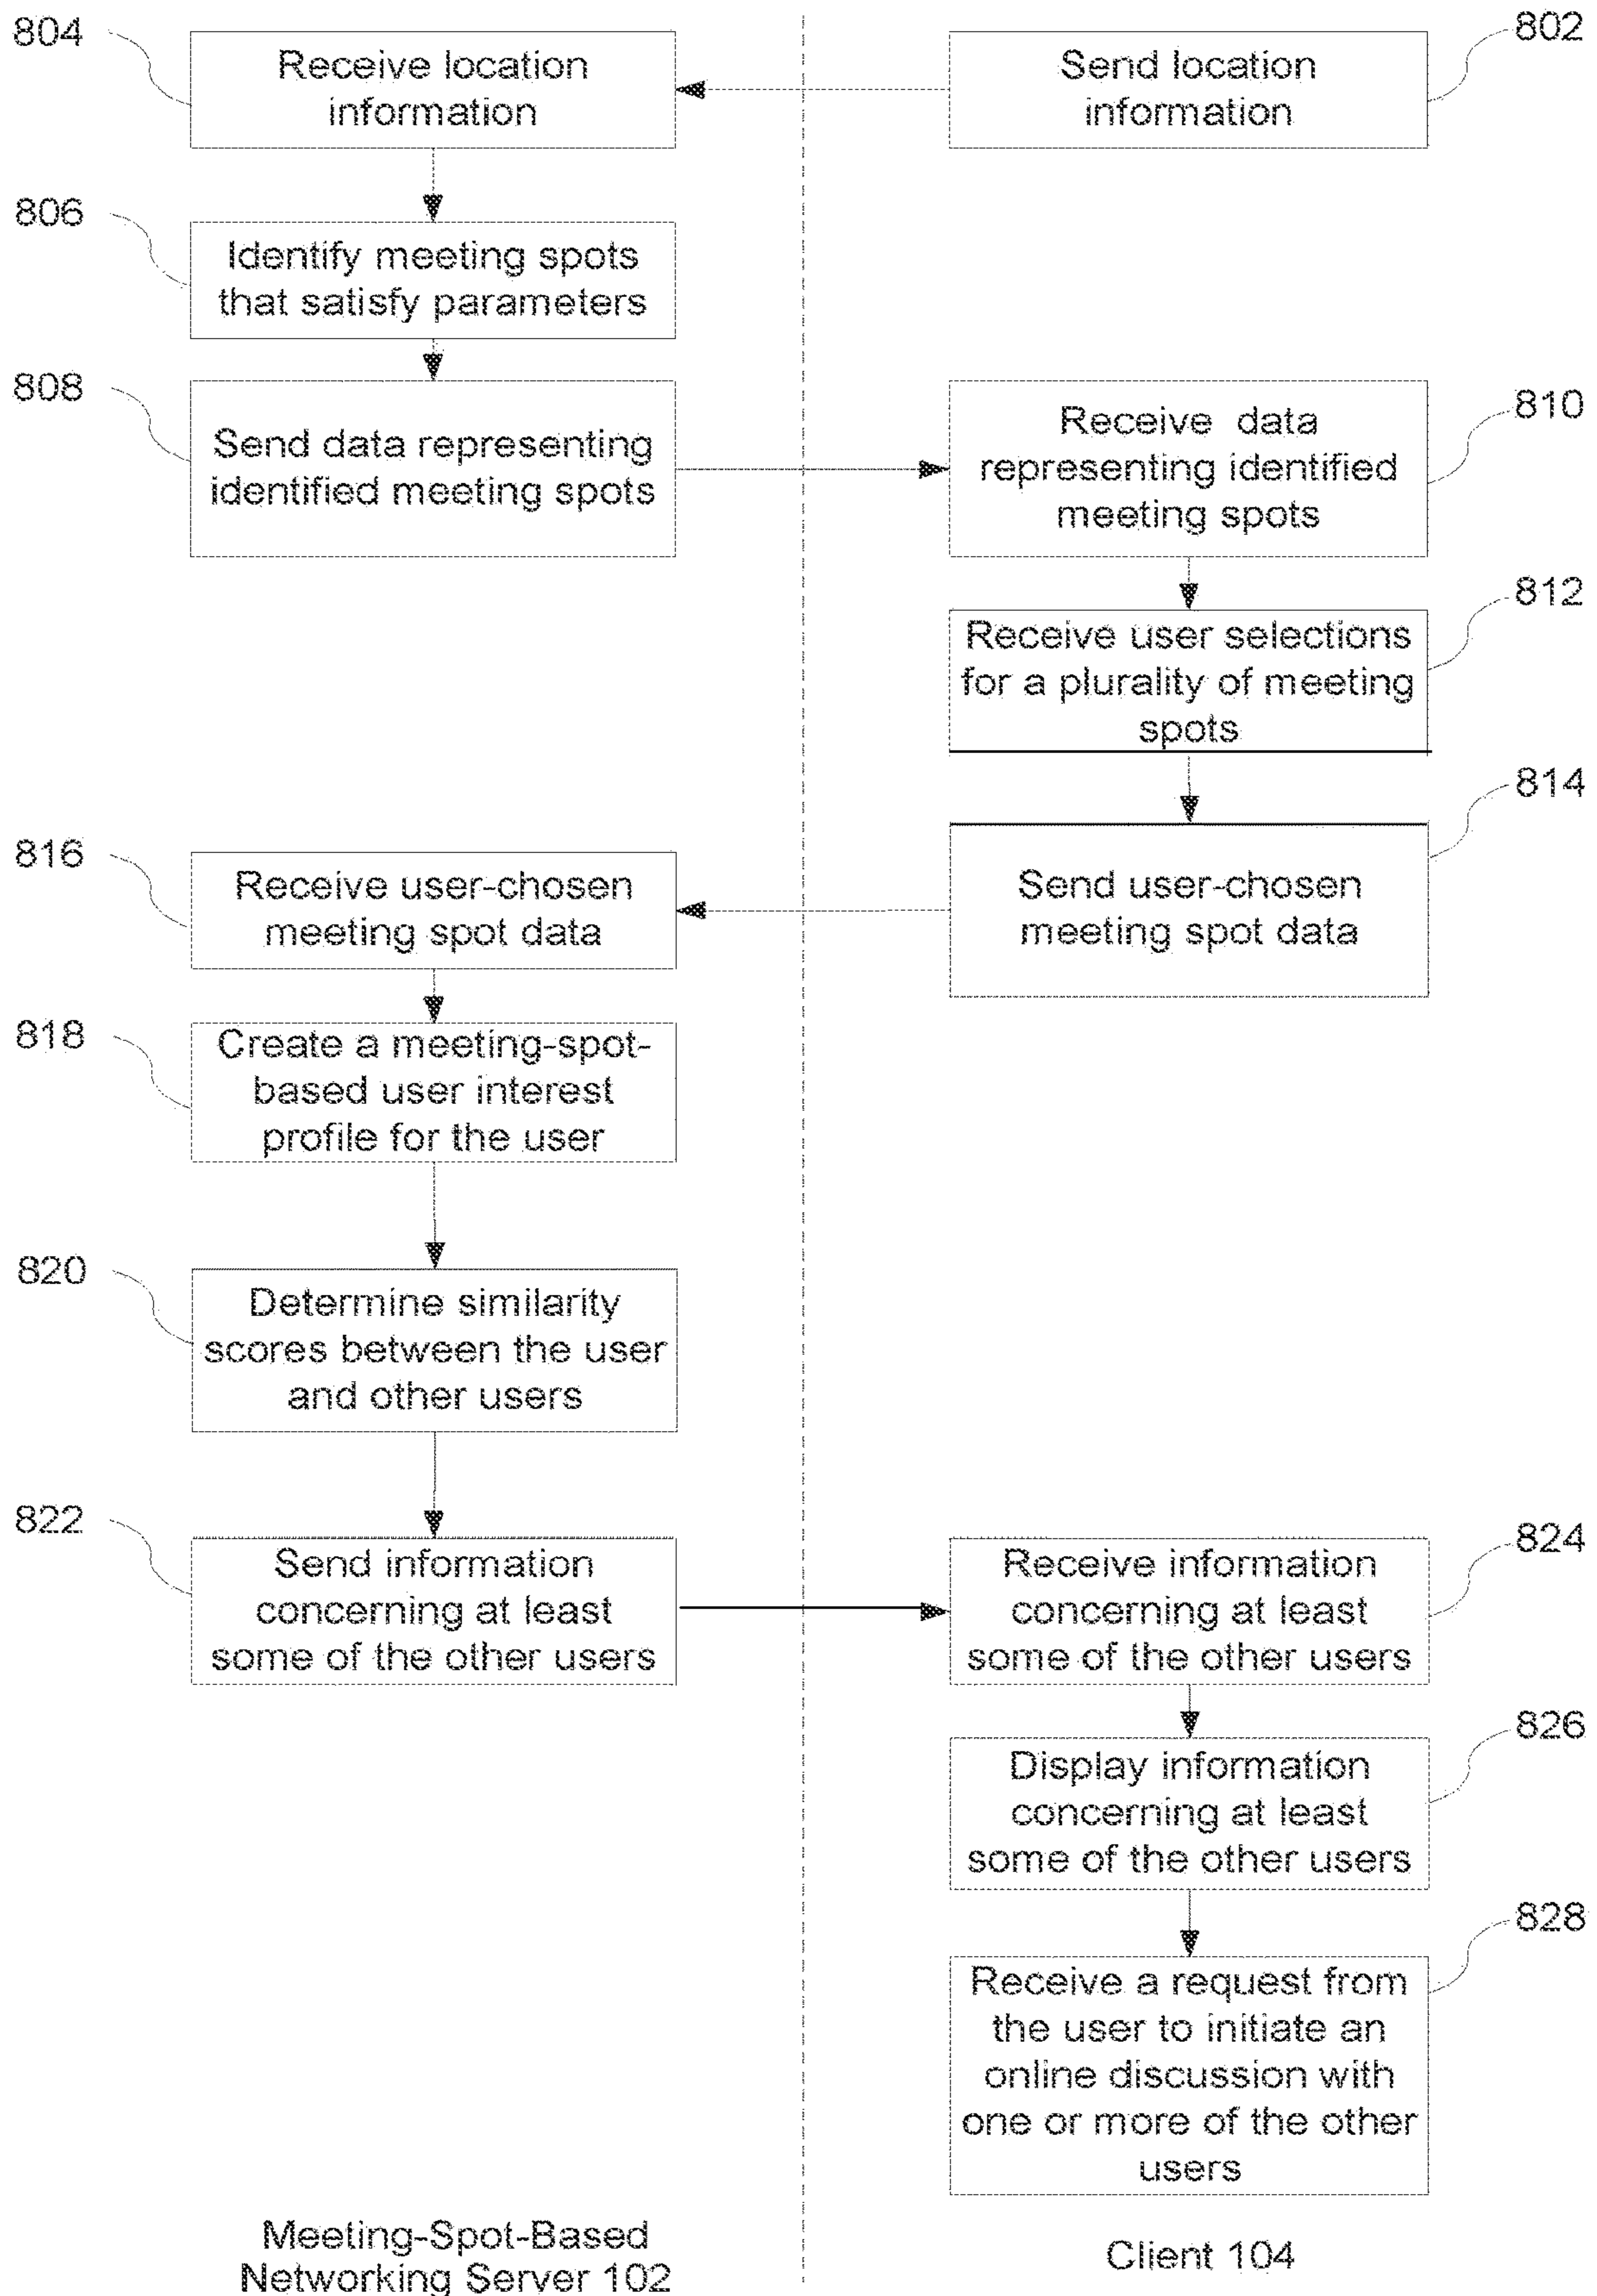 804
Receive location
information
Send location
information
802
806
Identify meeting spots
that satisfy parameters
808
Send data representing
identified meeting spots
Receive data
representing identified
meeting spots
810
Receive user selections
for a plurality of meeting
spots
812
816
Receive user-chosen
meeting spot data
Send user-chosen
meeting spot data
814
818
Create a meeting-spot-
based user interest
profile for the user
820
Determine similarity
scores between the user
and other users
822
Send information
concerning at least
some of the other users
Receive information
concerning at least
some of the other users
824
Display information
concerning at least
some of the other users
826
Receive a request from
the user to initiate an
online discussion with
one or more of the other
users
828
Meeting-Spot-Based
Networking Server 102
Client 104